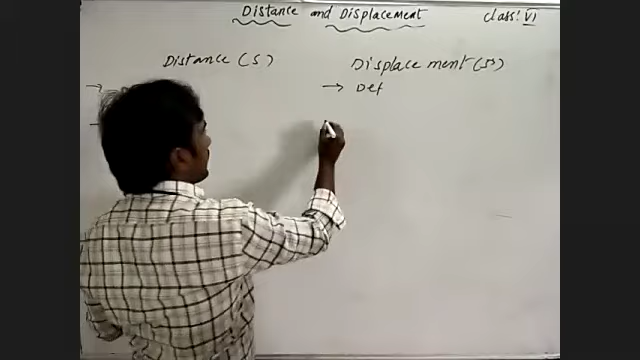 Distance and Displacement
Class: VI
Distance (S)
Displacement (S)
→
→ Def